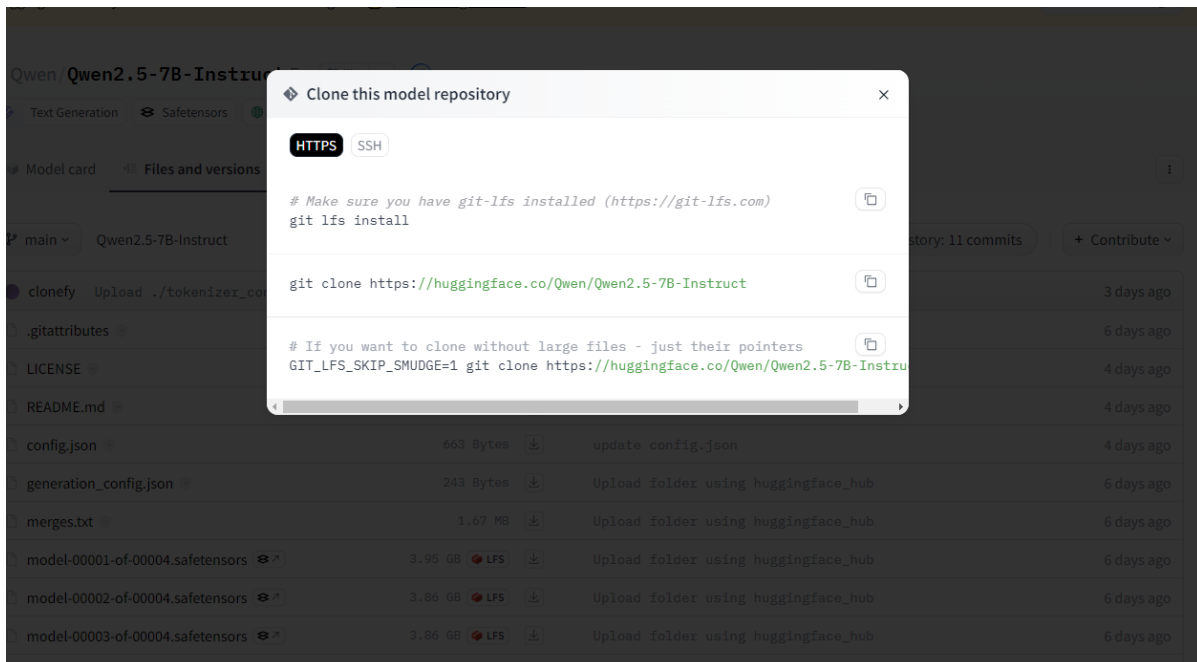 Qwen/Qwen2.5-7B-Instruc
Text Generation Safetensors
Clone this model repository
HTTPS SSH
Model card Files and versions
# Make sure you have git-lfs installed (https://git-lfs.com)
git lfs install
main Qwen2.5-7B-Instruct
story: 11 commits + Contribute
git clone https://huggingface.co/Qwen/Qwen2.5-7B-Instruct
clonefy Upload ./tokenizer_co 3 days ago
.gitattributes 6 days ago
# If you want to clone without large files - just their pointers
GIT_LFS_SKIP_SMUDGE=1 git clone https://huggingface.co/Qwen/Qwen2.5-7B-Instru
LICENSE 4 days ago
README.md 4 days ago
config.json 663 Bytes update config.json 4 days ago
generation_config.json 243 Bytes Upload folder using huggingface_hub 6 days ago
merges.txt 1.67 MB Upload folder using huggingface_hub 6 days ago
model-00001-of-00004.safetensors 3.95 GB LFS Upload folder using huggingface_hub 6 days ago
model-00002-of-00004.safetensors 3.86 GB LFS Upload folder using huggingface_hub 6 days ago
model-00003-of-00004.safetensors 3.86 GB LFS Upload folder using huggingface_hub 6 days ago